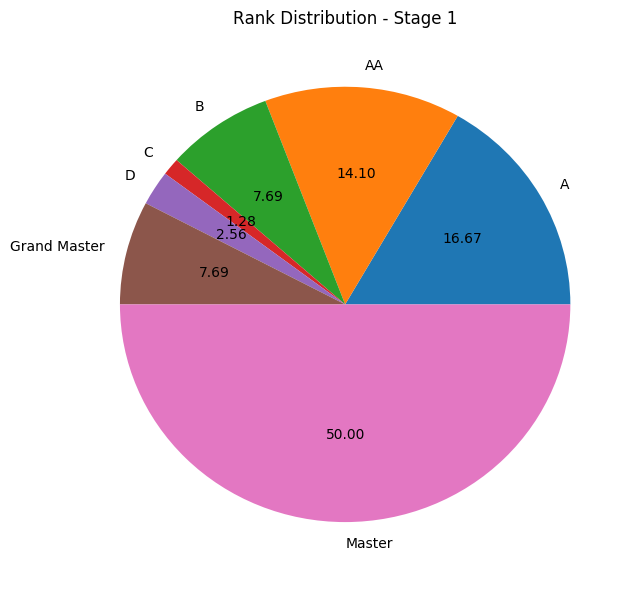 Rank Distribution - Stage 1
AA
B
C
D
A
14.10
7.69
1.28
2.56
16.67
Grand Master
7.69
50.00
Master